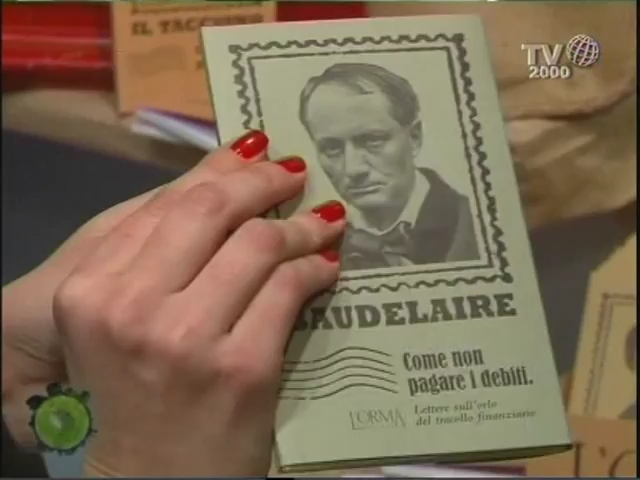 IL TACCUINO
TV
2000
BAUDELAIRE
Come non
pagare i debiti.
L'ORMA
Lettere sull'orlo
del tracollo finanziario